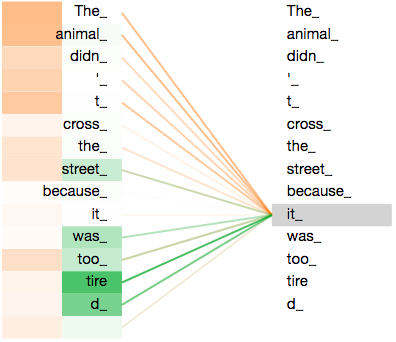 The_ The_
animal_ animal_
didn_ didn_
'_ '_
t_ t_
cross_ cross_
the_ the_
street_ street_
because_ because_
it_ it_
was_ was_
too_ too_
tire tire
d_ d_